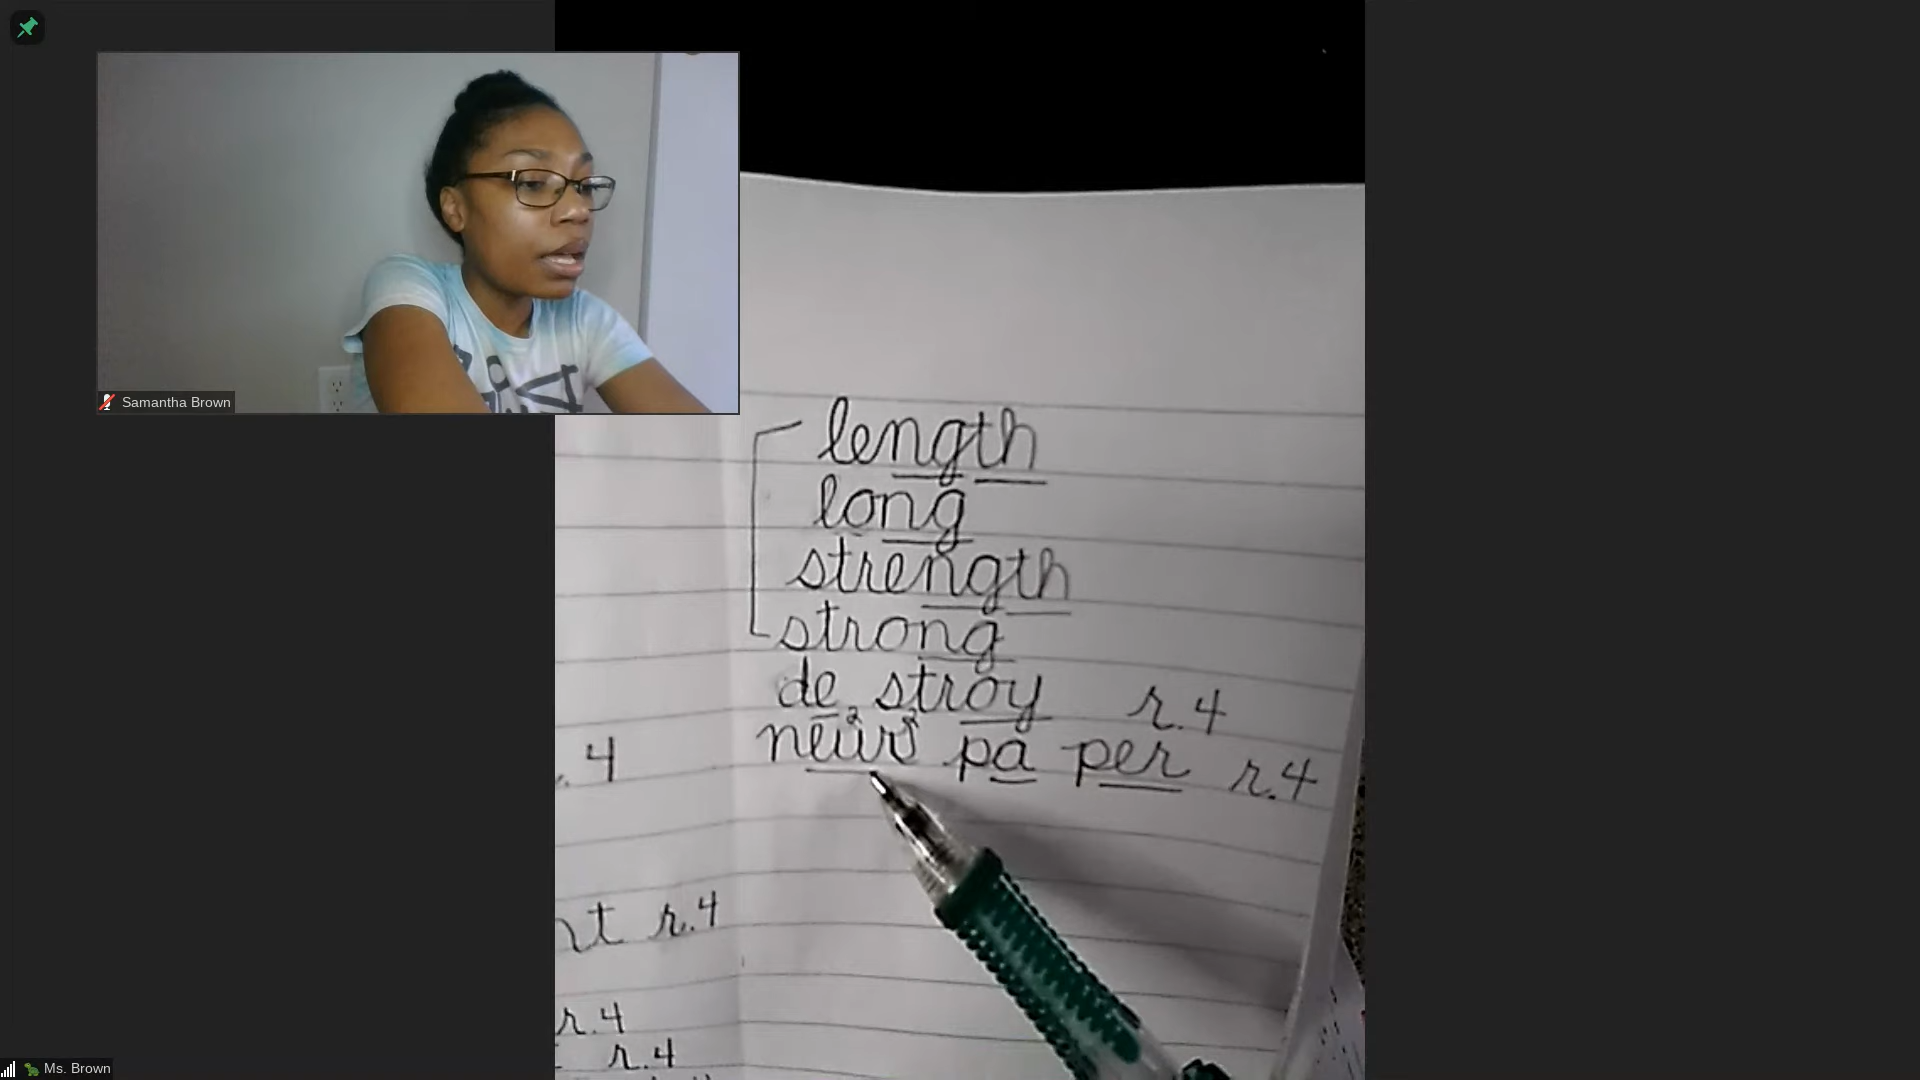 Samantha Brown
length
long
strength
strong
de stroy r.4
news pa per r.4
4
nt r.4
r.4
r.4
Ms. Brown